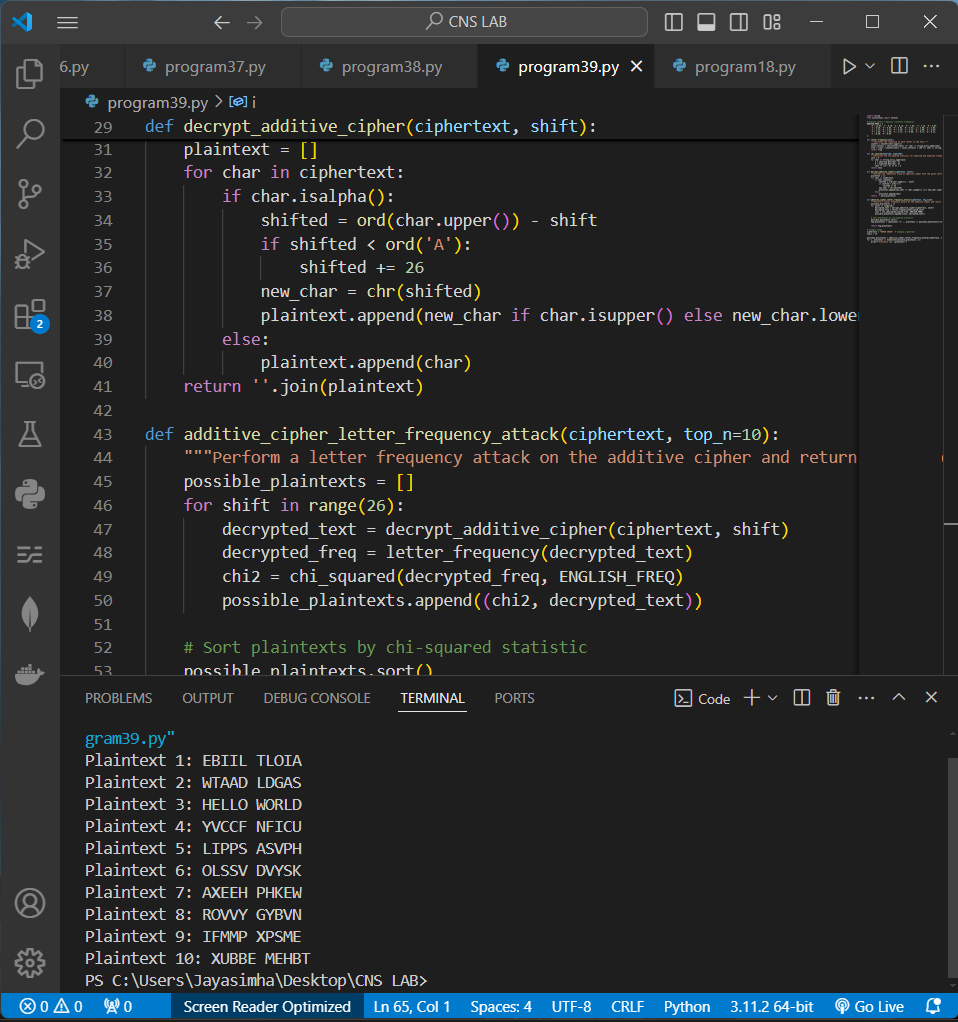 CNS LAB
6.py
program37.py
program38.py
program39.py
program18.py
program39.py > i
29 def decrypt_additive_cipher(ciphertext, shift):
31     plaintext = []
32     for char in ciphertext:
33         if char.isalpha():
34             shifted = ord(char.upper()) - shift
35             if shifted < ord('A'):
36                 shifted += 26
37             new_char = chr(shifted)
38             plaintext.append(new_char if char.isupper() else new_char.lower
39         else:
40             plaintext.append(char)
41     return ''.join(plaintext)
42
43 def additive_cipher_letter_frequency_attack(ciphertext, top_n=10):
44     """Perform a letter frequency attack on the additive cipher and return
45     possible_plaintexts = []
46     for shift in range(26):
47         decrypted_text = decrypt_additive_cipher(ciphertext, shift)
48         decrypted_freq = letter_frequency(decrypted_text)
49         chi2 = chi_squared(decrypted_freq, ENGLISH_FREQ)
50         possible_plaintexts.append((chi2, decrypted_text))
51
52     # Sort plaintexts by chi-squared statistic
53     possible_plaintexts.sort()
2
PROBLEMS OUTPUT DEBUG CONSOLE TERMINAL PORTS Code
gram39.py"
Plaintext 1: EBIIL TLOIA
Plaintext 2: WTAAD LDGAS
Plaintext 3: HELLO WORLD
Plaintext 4: YVCCF NFICU
Plaintext 5: LIPPS ASVPH
Plaintext 6: OLSSV DVYSK
Plaintext 7: AXEEH PHKEW
Plaintext 8: ROVVY GYBVN
Plaintext 9: IFMMP XPSME
Plaintext 10: XUBBE MEHBT
PS C:\Users\Jayasimha\Desktop\CNS LAB>
0 0 0 Screen Reader Optimized Ln 65, Col 1 Spaces: 4 UTF-8 CRLF Python 3.11.2 64-bit Go Live